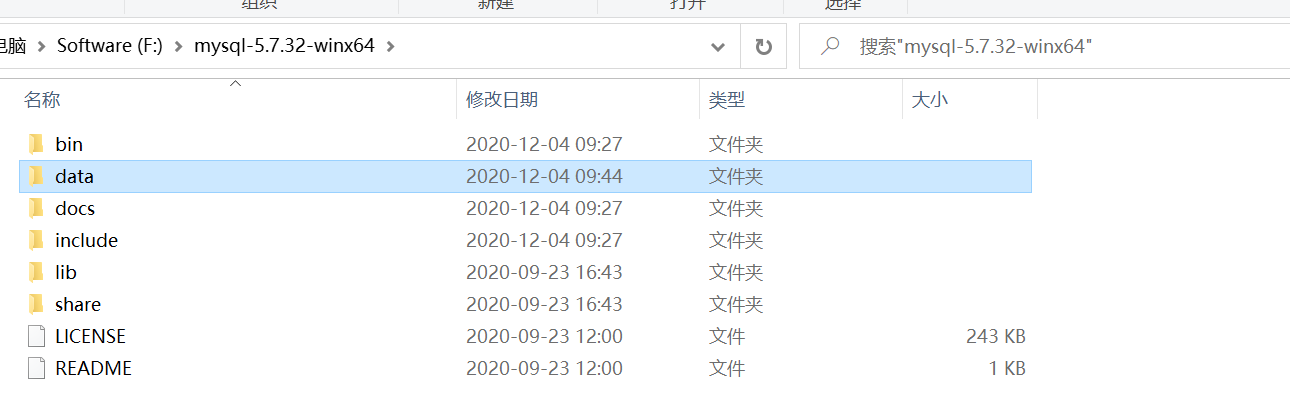 组织 新建 打开 选择
电脑 Software (F:) mysql-5.7.32-winx64 搜索"mysql-5.7.32-winx64"
名称 修改日期 类型 大小
bin 2020-12-04 09:27 文件夹
data 2020-12-04 09:44 文件夹
docs 2020-12-04 09:27 文件夹
include 2020-12-04 09:27 文件夹
lib 2020-09-23 16:43 文件夹
share 2020-09-23 16:43 文件夹
LICENSE 2020-09-23 12:00 文件 243 KB
README 2020-09-23 12:00 文件 1 KB